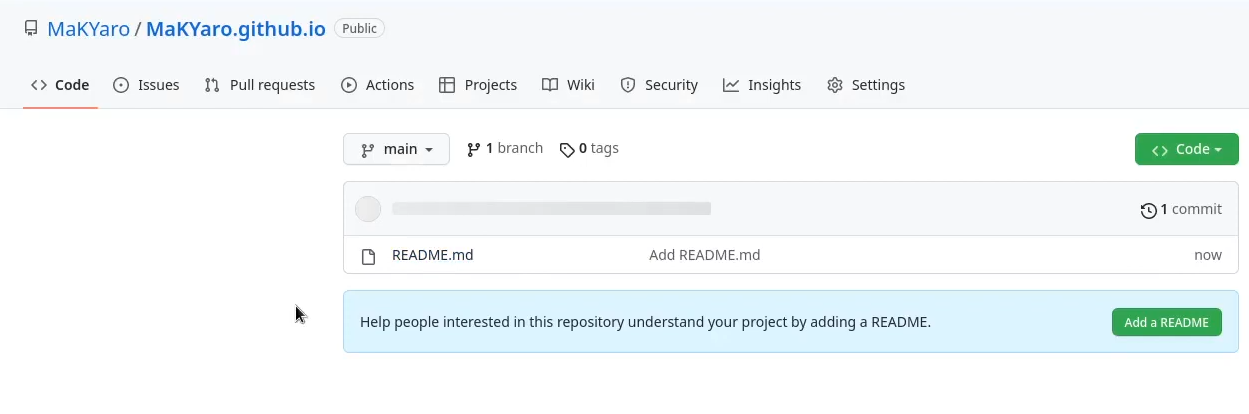 MaKYaro / MaKYaro.github.io Public
Code Issues Pull requests Actions Projects Wiki Security Insights Settings
main 1 branch 0 tags Code
1 commit
README.md Add README.md now
Help people interested in this repository understand your project by adding a README. Add a README